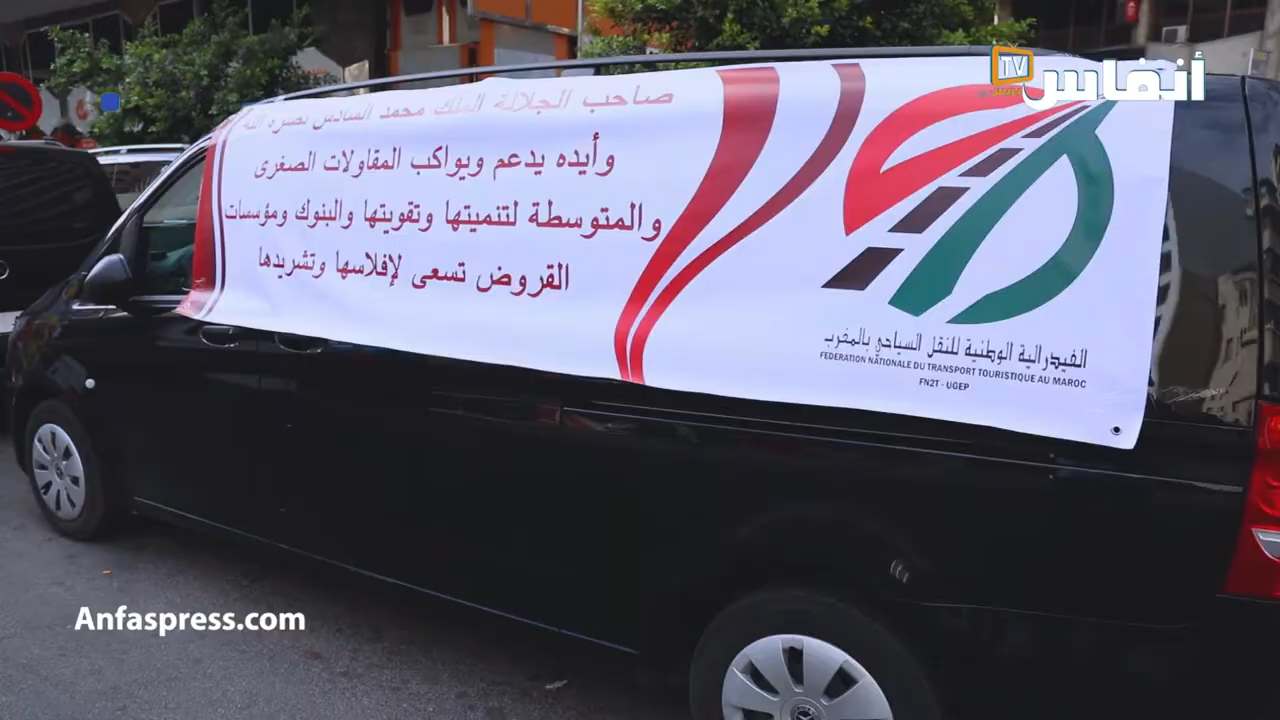 صاحب الجلالة الملك محمد السادس نصره الله
وأيده يدعم ويواكب المقاولات الصغرى
والمتوسطة لتنميتها وتقويتها والبنوك ومؤسسات
القروض تسعى لإفلاسها وتشريدها
الفيدرالية الوطنية للنقل السياحي بالمغرب
FEDERATION NATIONALE DU TRANSPORT TOURISTIQUE AU MAROC
FN2T - UGEP
أنفاس TV
Anfaspress.com